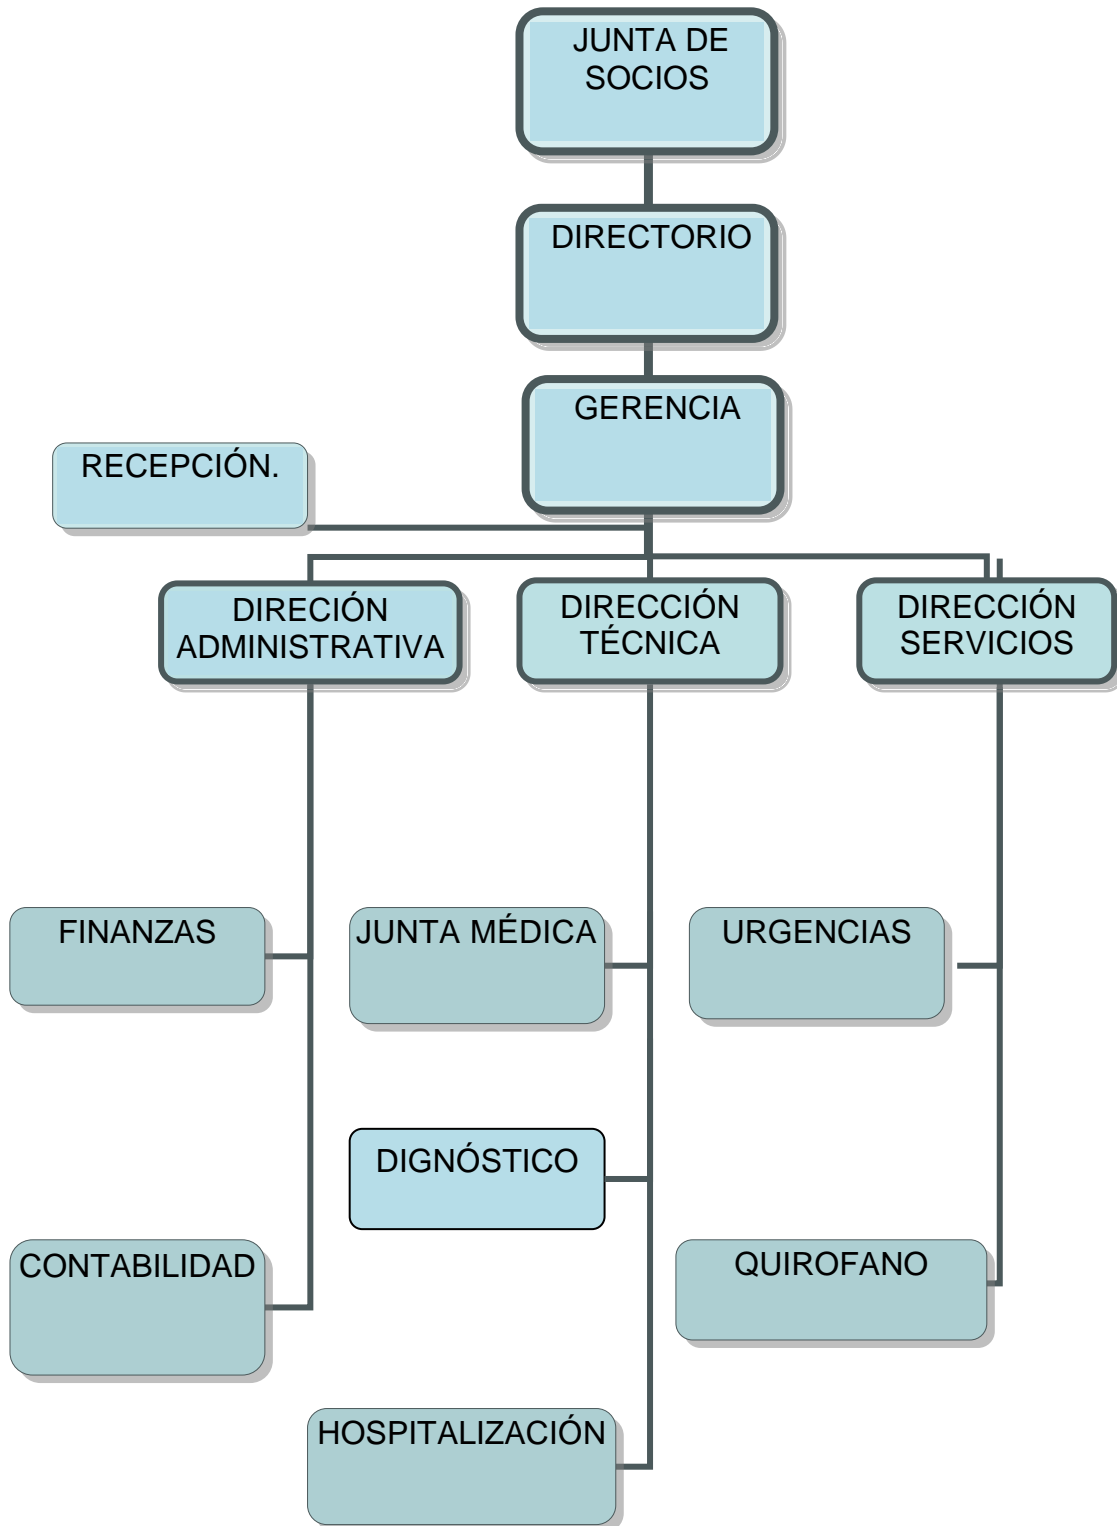 JUNTA DE
SOCIOS
DIRECTORIO
GERENCIA
RECEPCIÓN.
DIRECIÓN
ADMINISTRATIVA
DIRECCIÓN
TÉCNICA
DIRECCIÓN
SERVICIOS
FINANZAS
JUNTA MÉDICA
URGENCIAS
DIGNÓSTICO
CONTABILIDAD
QUIROFANO
HOSPITALIZACIÓN